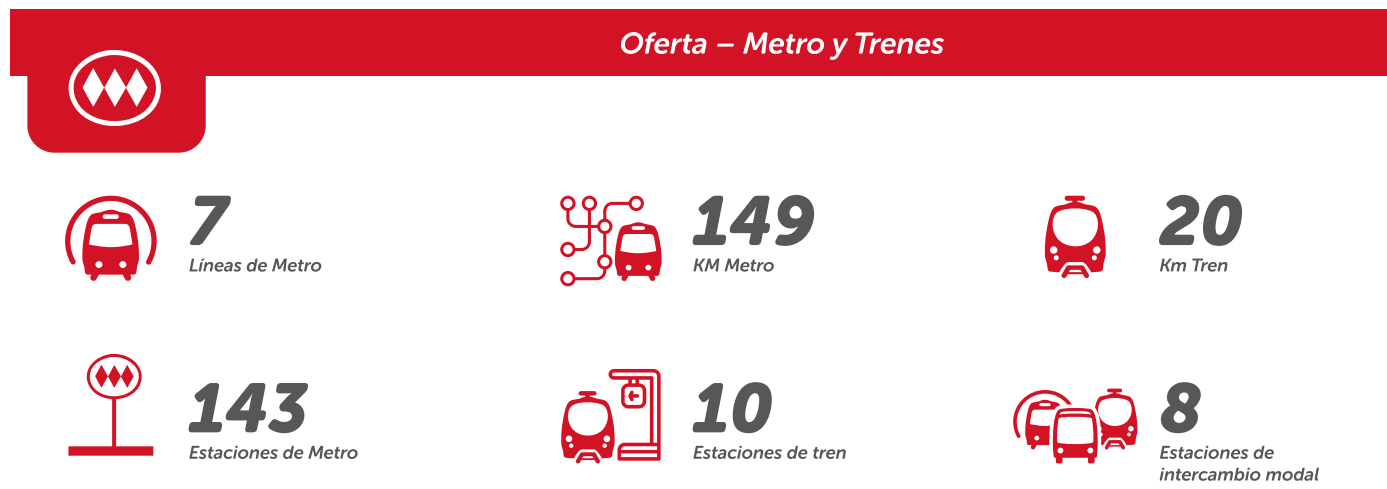 Oferta – Metro y Trenes
7
Líneas de Metro
149
KM Metro
20
Km Tren
143
Estaciones de Metro
10
Estaciones de tren
8
Estaciones de
intercambio modal